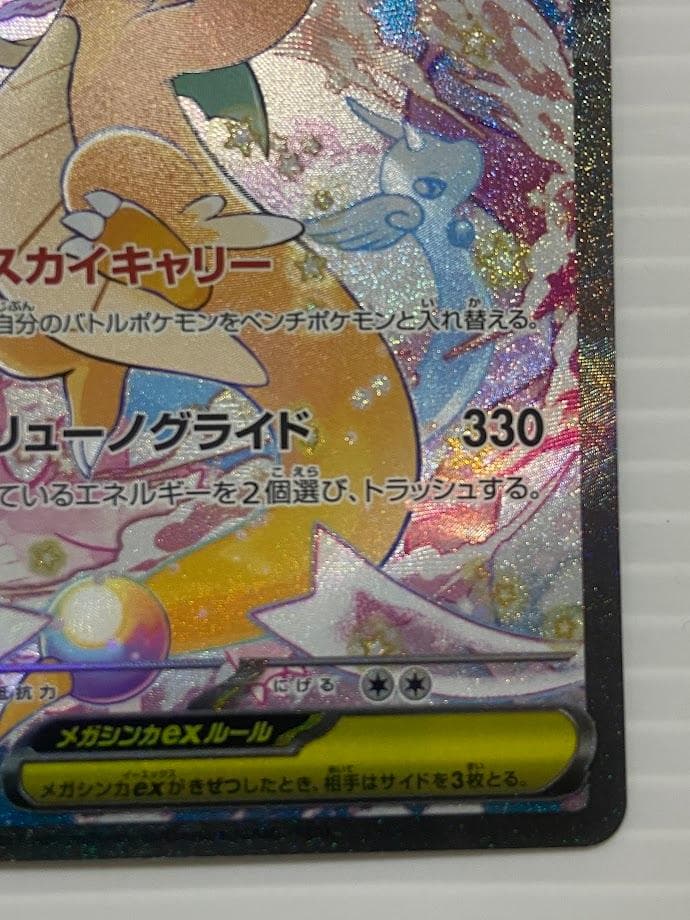 スカイキャリー
自分のバトルポケモンをベンチポケモンと入れ替える。
リューノグライド 330
ているエネルギーを2個選び、トラッシュする。
抵抗力 にげる
メガシンカexルール
メガシンカexがきぜつしたとき、相手はサイドを3枚とる。